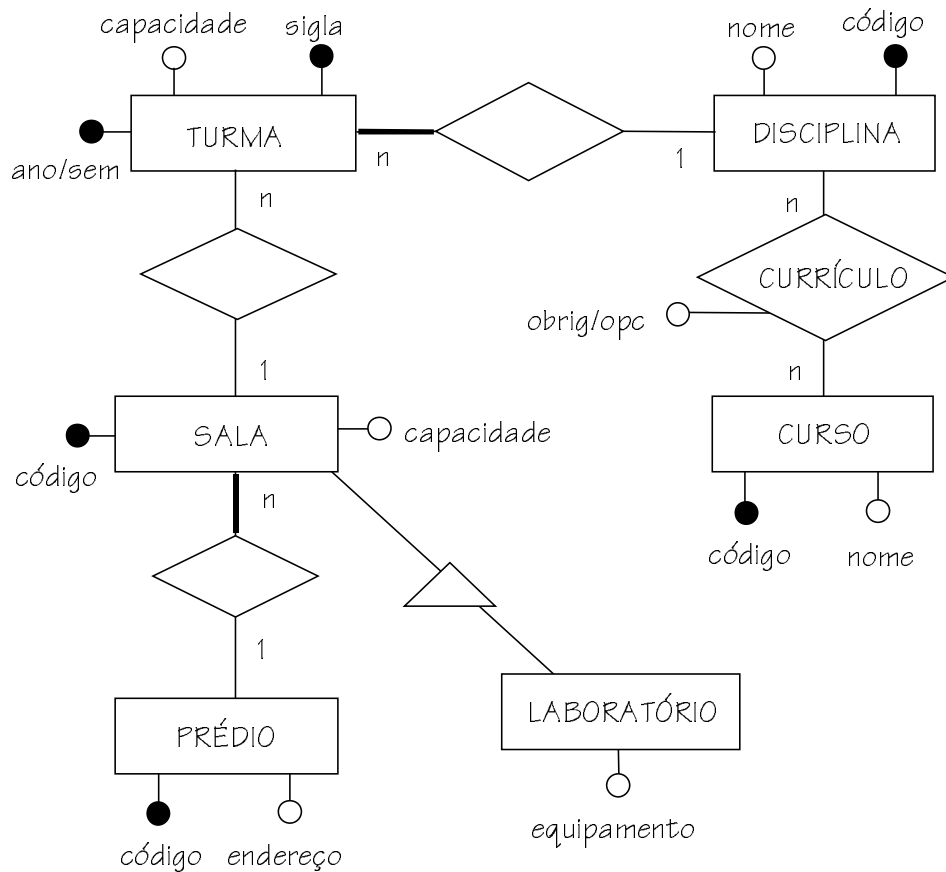 capacidade
sigla
nome
código
TURMA
DISCIPLINA
ano/sem
n
1
n
n
CURRÍCULO
obrig/opc
1
n
SALA
capacidade
CURSO
código
n
código
nome
1
LABORATÓRIO
PRÉDIO
equipamento
código
endereço